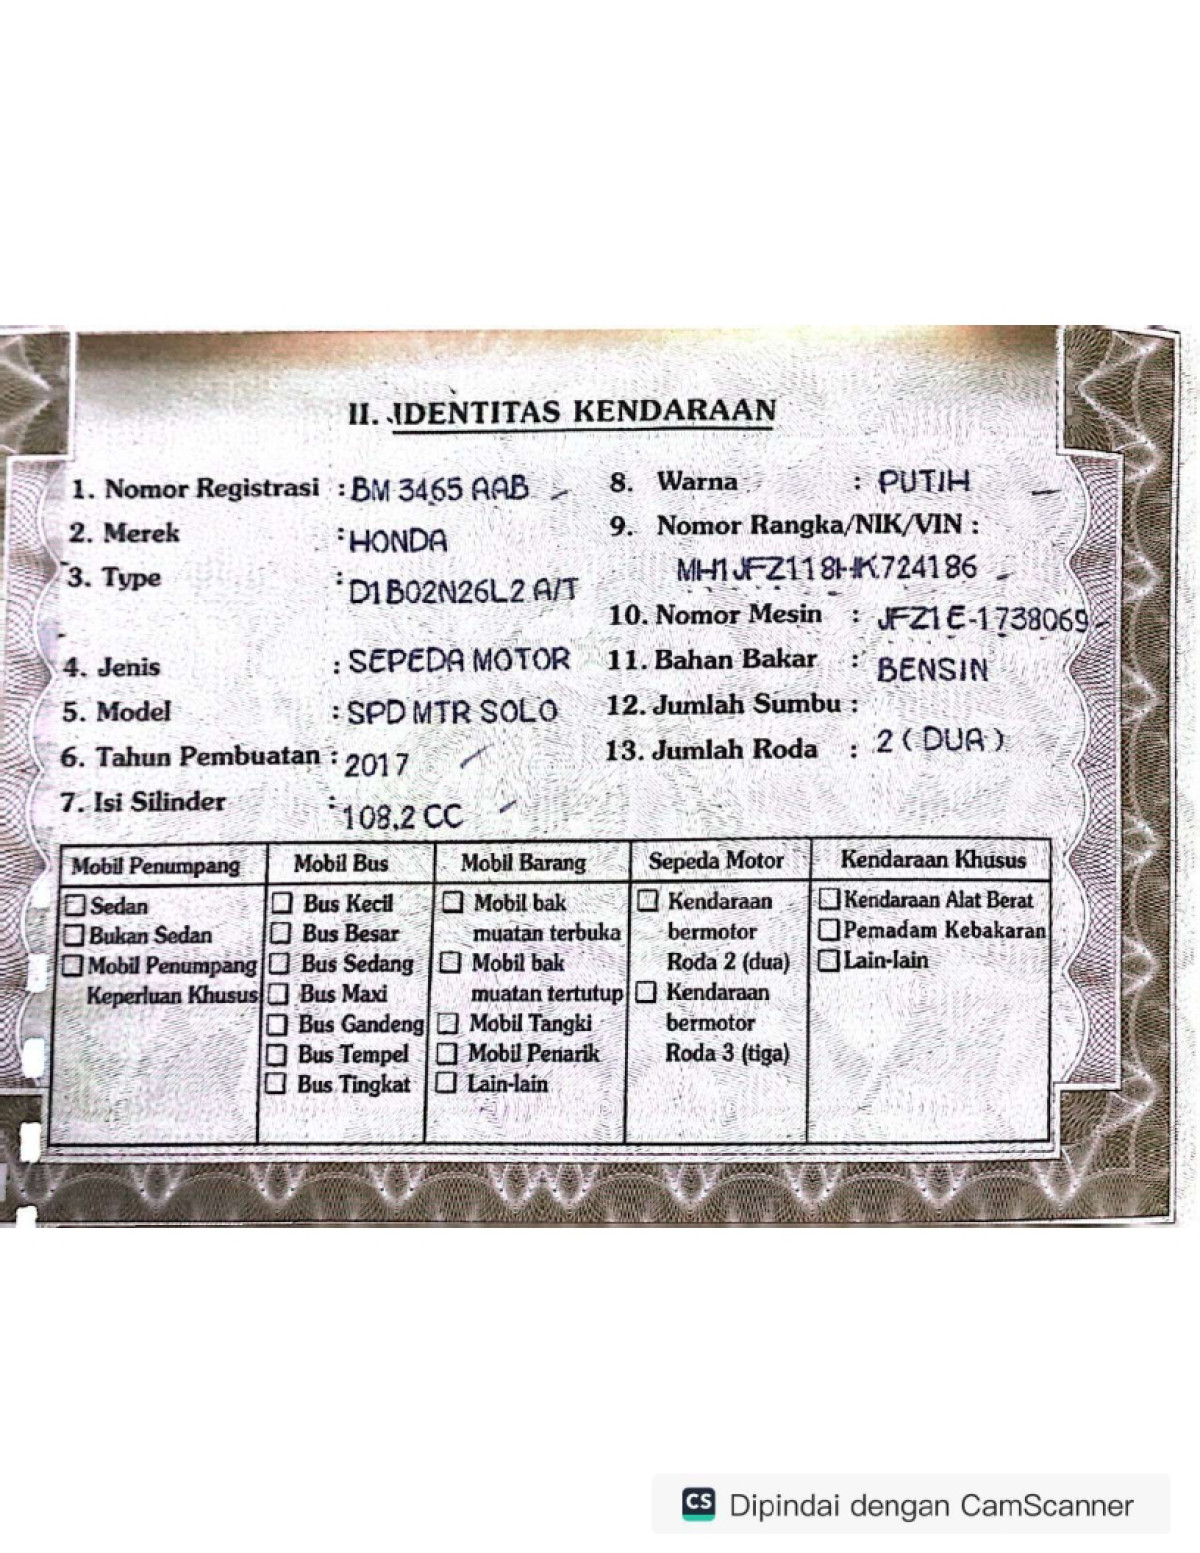 II. IDENTITAS KENDARAAN
1. Nomor Registrasi : BM 3465 AAB
2. Merek : HONDA
3. Type : D1B02N26L2 A/T
4. Jenis : SEPEDA MOTOR
5. Model : SPD MTR SOLO
6. Tahun Pembuatan : 2017
7. Isi Silinder : 108,2 CC
8. Warna : PUTIH
9. Nomor Rangka/NIK/VIN :
MH1JFZ118HK724186
10. Nomor Mesin : JFZ1E-1738069
11. Bahan Bakar : BENSIN
12. Jumlah Sumbu :
13. Jumlah Roda : 2 ( DUA )
Mobil Penumpang
Sedan
Bukan Sedan
Mobil Penumpang
Keperluan Khusus
Mobil Bus
Bus Kecil
Bus Besar
Bus Sedang
Bus Maxi
Bus Gandeng
Bus Tempel
Bus Tingkat
Mobil Barang
Mobil bak
muatan terbuka
Mobil bak
muatan tertutup
Mobil Tangki
Mobil Penarik
Lain-lain
Sepeda Motor
Kendaraan
bermotor
Roda 2 (dua)
Kendaraan
bermotor
Roda 3 (tiga)
Kendaraan Khusus
Kendaraan Alat Berat
Pemadam Kebakaran
Lain-lain
CS Dipindai dengan CamScanner